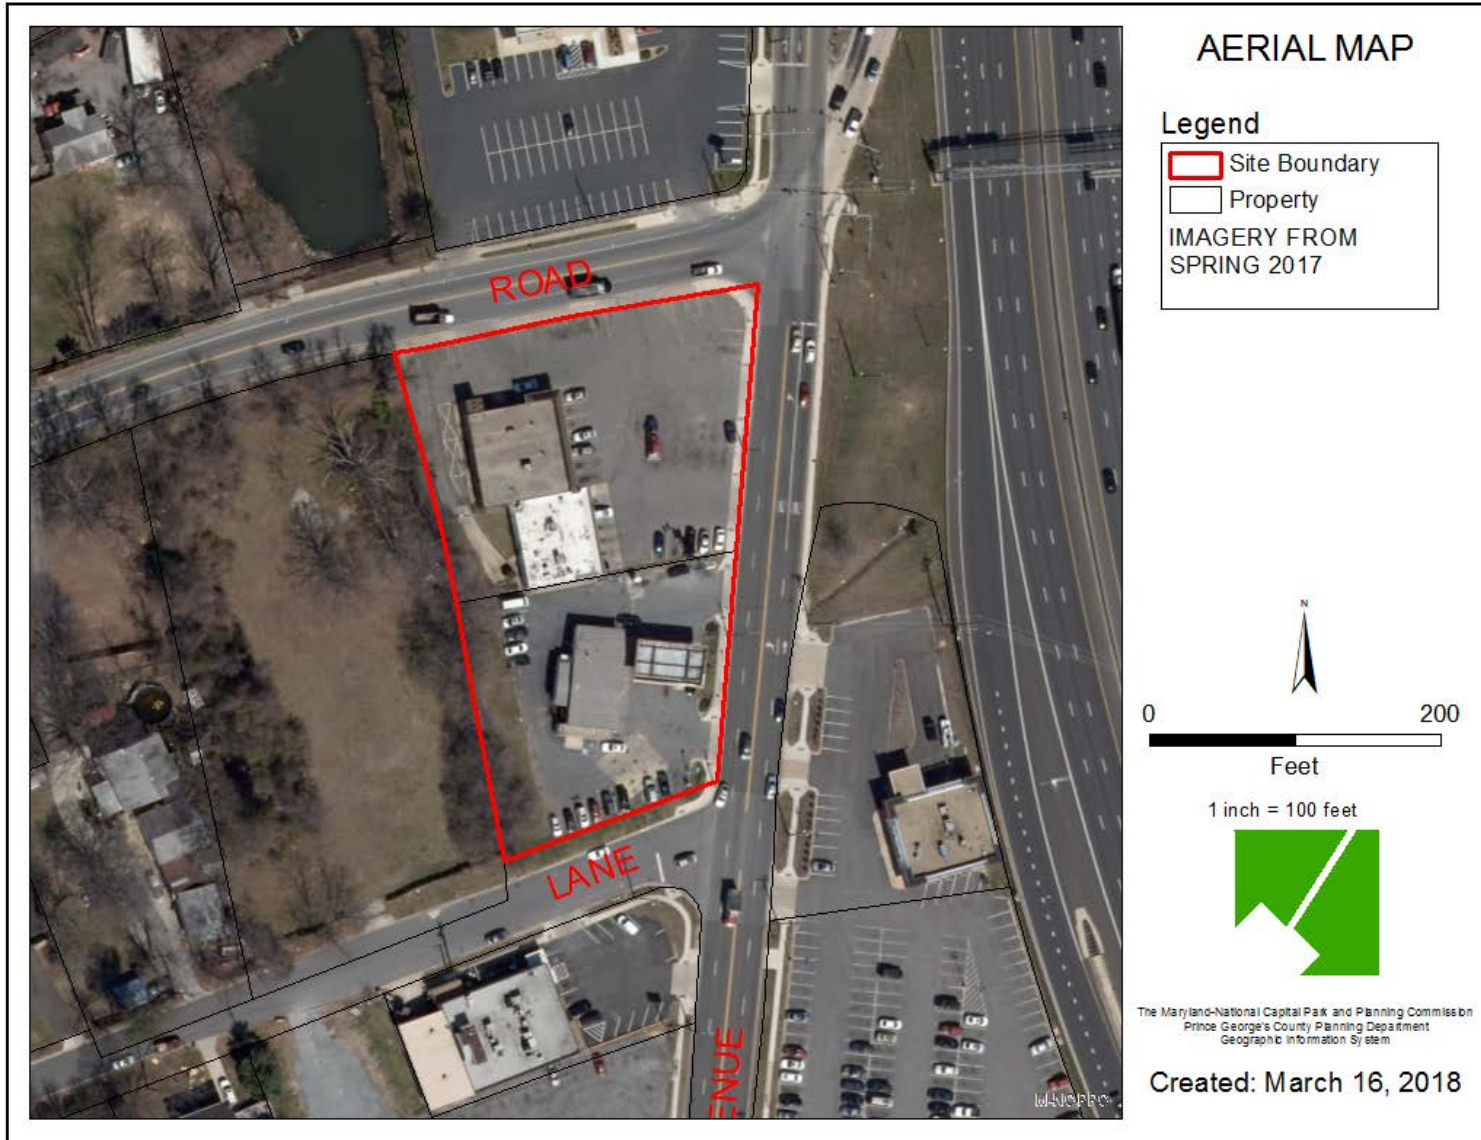 AERIAL MAP
Legend
Site Boundary
Property
IMAGERY FROM
SPRING 2017
ROAD
LANE
ENUE
N
0 200
Feet
1 inch = 100 feet
The Maryland-National Capital Park and Planning Commission
Prince George's County Planning Department
Geographic Information System
Created: March 16, 2018
M-NCPPC